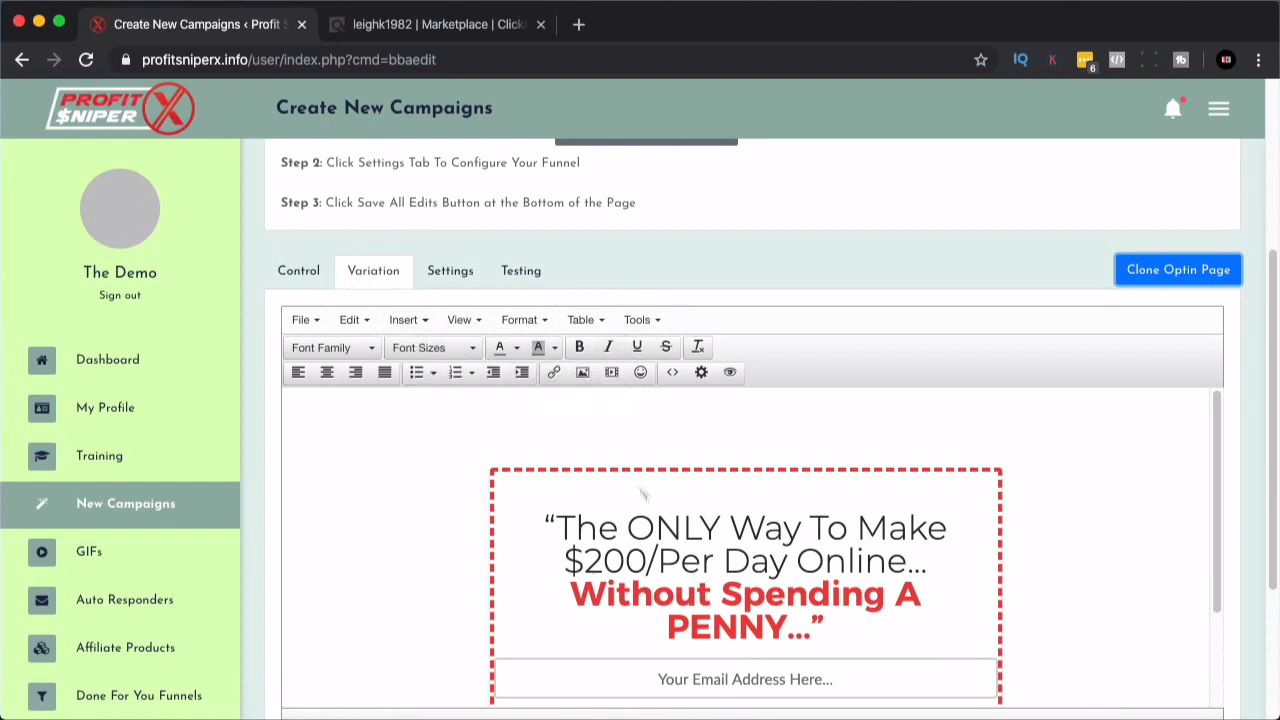 Create New Campaigns ‹ Profit S
leighk1982 | Marketplace | Click
profitsniperx.info/user/index.php?cmd=bbaedit
IQ
K
6
tb
PROFIT
$NIPER
X
Create New Campaigns
Step 2: Click Settings Tab To Configure Your Funnel
Step 3: Click Save All Edits Button at the Bottom of the Page
The Demo
Sign out
Dashboard
My Profile
Training
New Campaigns
GIFs
Auto Responders
Affiliate Products
Done For You Funnels
Control
Variation
Settings
Testing
Clone Optin Page
File
Edit
Insert
View
Format
Table
Tools
Font Family
Font Sizes
A
A
B
I
U
S
“The ONLY Way To Make
$200/Per Day Online...
Without Spending A
PENNY...”
Your Email Address Here...